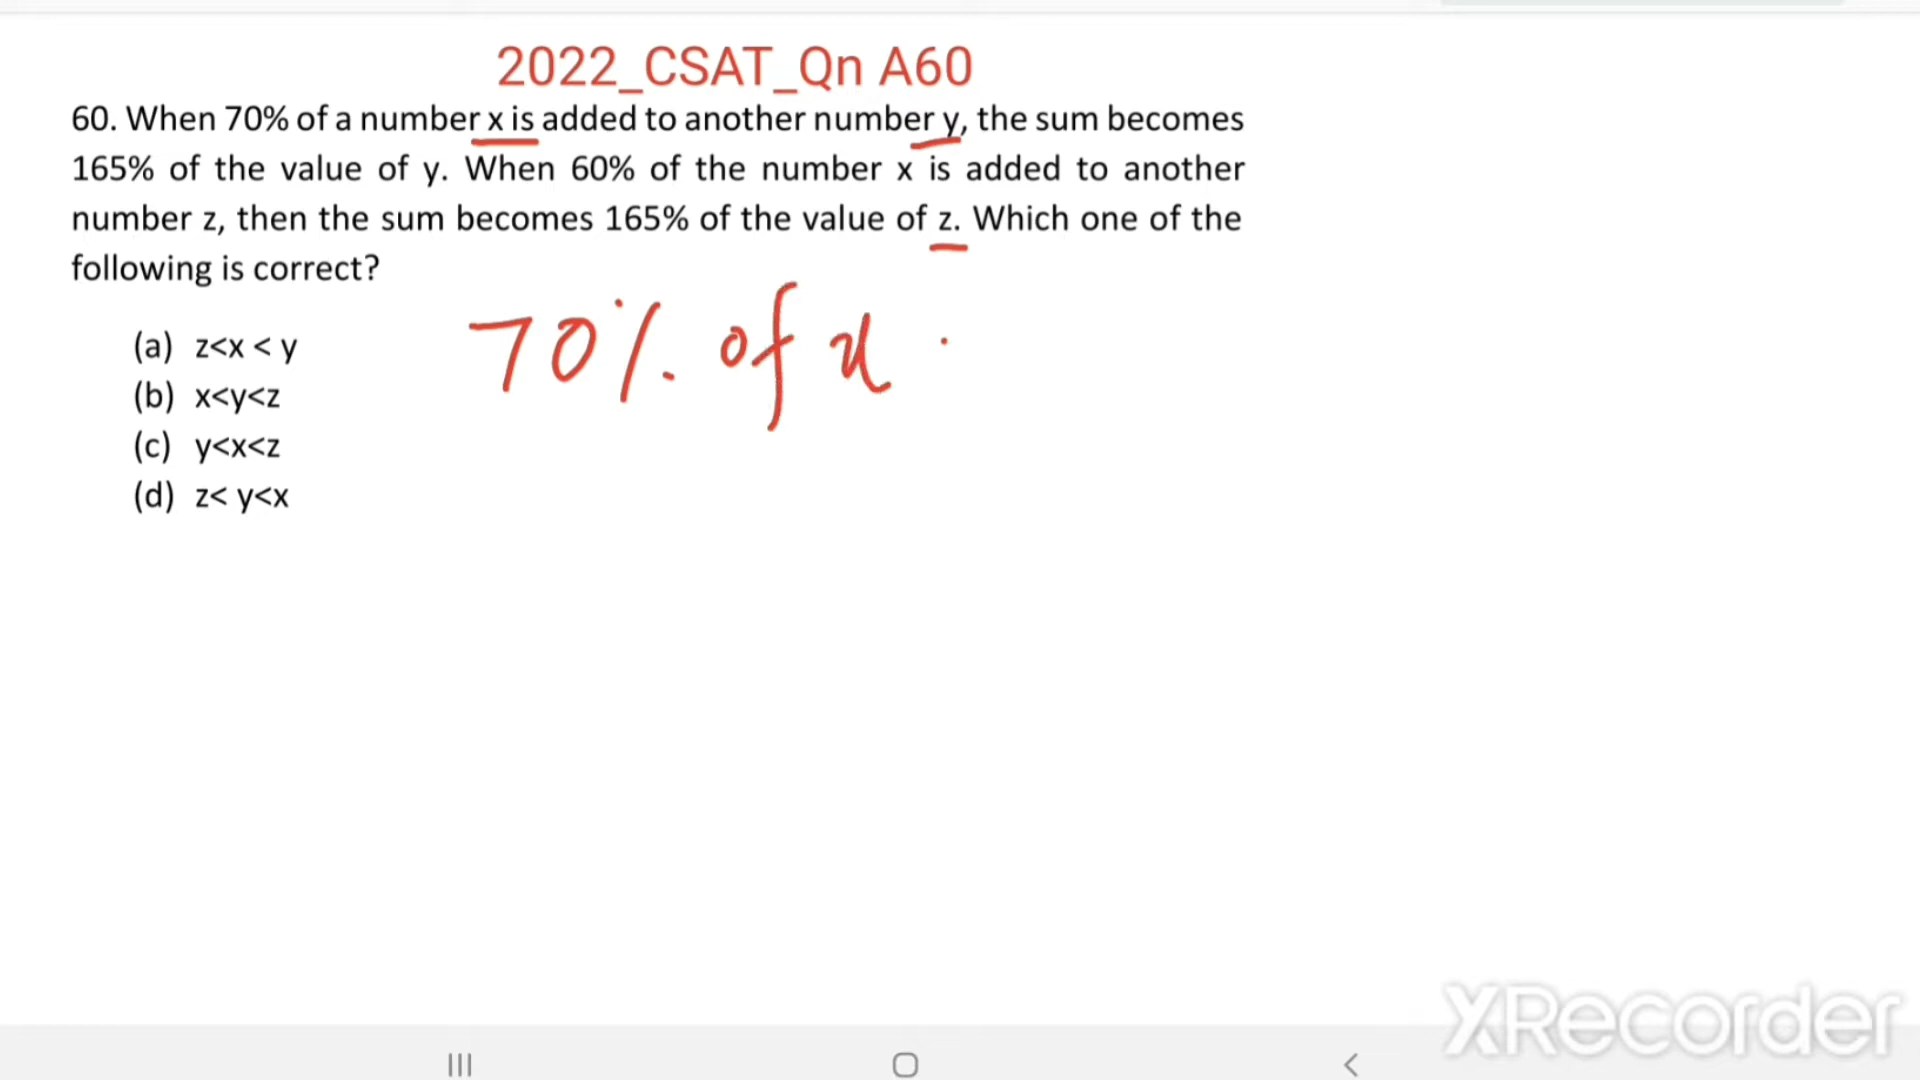 2022_CSAT_Qn A60
60. When 70% of a number x is added to another number y, the sum becomes
165% of the value of y. When 60% of the number x is added to another
number z, then the sum becomes 165% of the value of z. Which one of the
following is correct?
70% of x
(a) z<x < y
(b) x<y<z
(c) y<x<z
(d) z< y<x
XRecorder